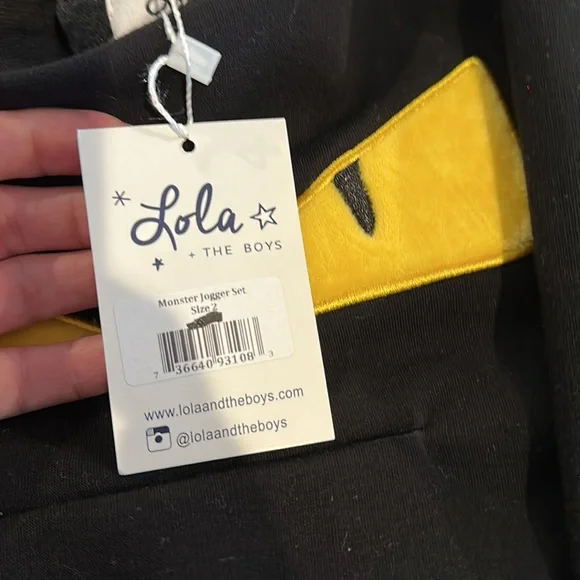 Lola
+ THE BOYS
Monster Jogger Set
Size 2
7 36640 93108 3
www.lolaandtheboys.com
@lolaandtheboys